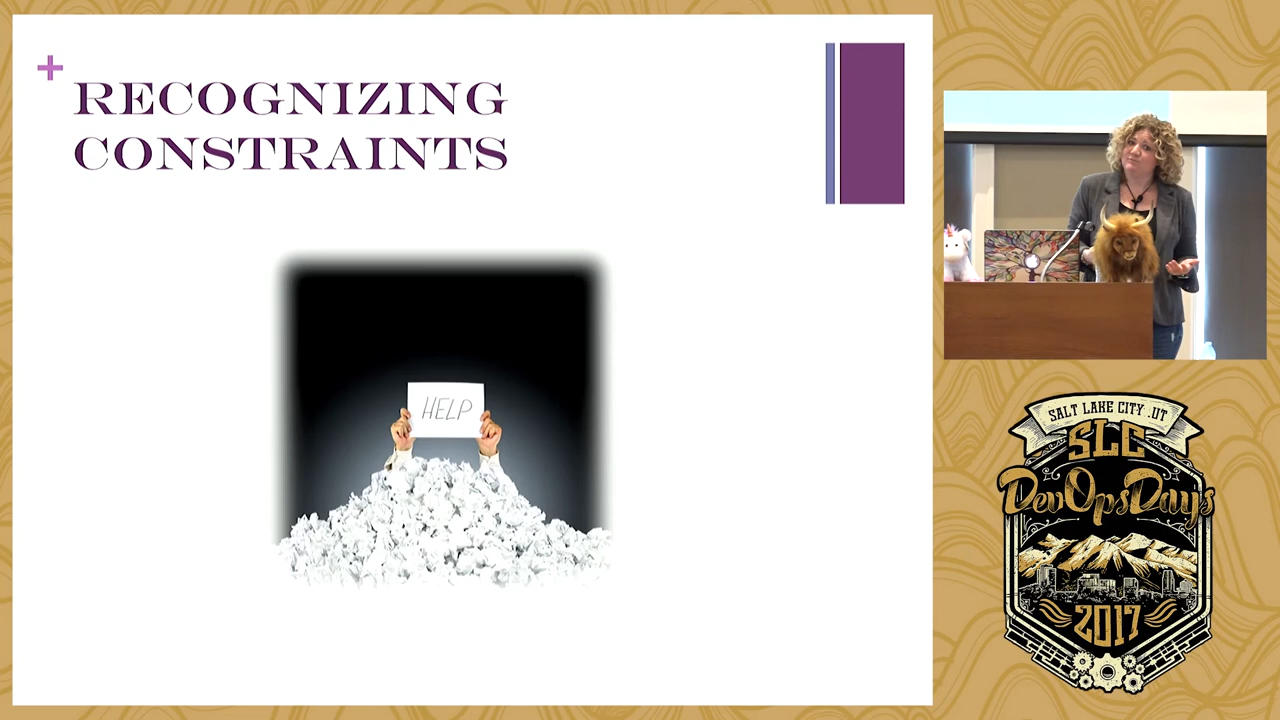 +
RECOGNIZING
CONSTRAINTS
HELP
SALT LAKE CITY .UT
SLC
DevOpsDays
2017